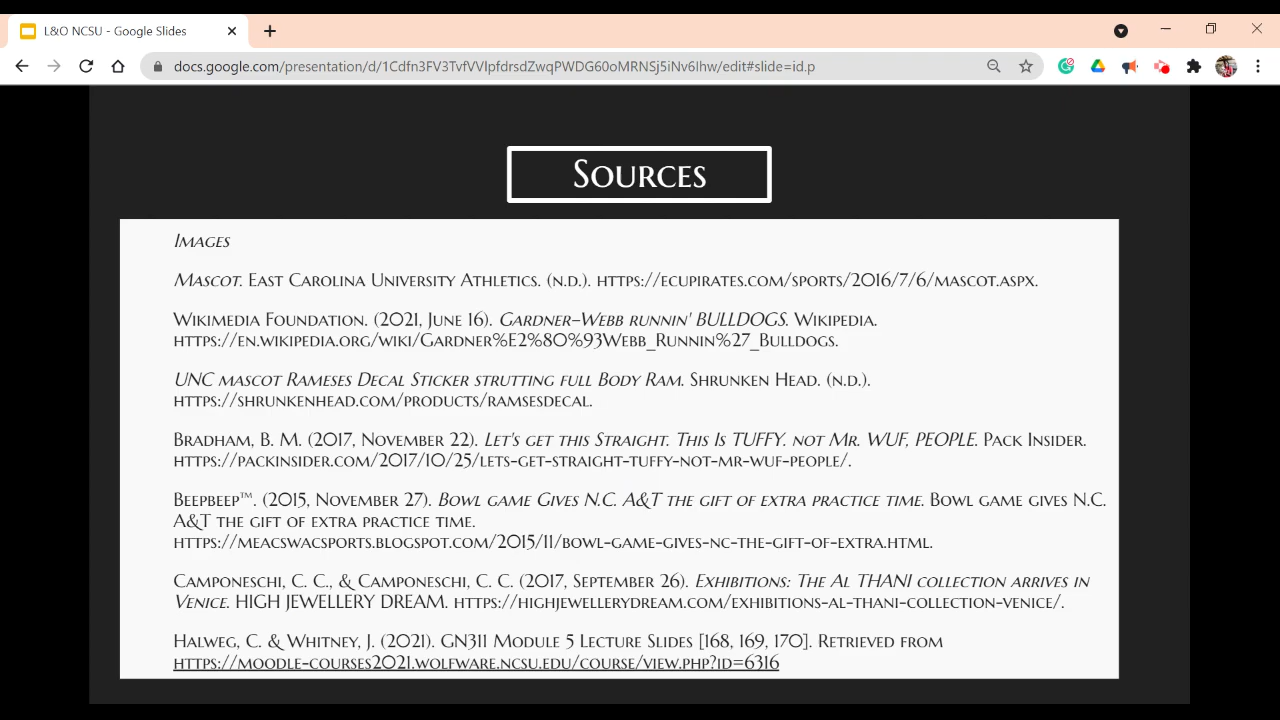 L&O NCSU - Google Slides
docs.google.com/presentation/d/1Cdfn3FV3TvfVVlpfdrsdZwqPWDG60oMRNSj5iNv6lhw/edit#slide=id.p
Sources
Images
Mascot. East Carolina University Athletics. (n.d.). https://ecupirates.com/sports/2016/7/6/mascot.aspx.
Wikimedia Foundation. (2021, June 16). Gardner–Webb runnin' BULLDOGS. Wikipedia.
https://en.wikipedia.org/wiki/Gardner%E2%80%93Webb_Runnin%27_Bulldogs.
UNC mascot Rameses Decal Sticker strutting full Body Ram. Shrunken Head. (n.d.).
https://shrunkenhead.com/products/ramsesdecal.
Bradham, B. M. (2017, November 22). Let's get this Straight. This Is TUFFY. not Mr. WUF, PEOPLE. Pack Insider.
https://packinsider.com/2017/10/25/lets-get-straight-tuffy-not-mr-wuf-people/.
Beepbeep™. (2015, November 27). Bowl game Gives N.C. A&T the gift of extra practice time. Bowl game gives N.C.
A&T the gift of extra practice time.
https://meacswacsports.blogspot.com/2015/11/bowl-game-gives-nc-the-gift-of-extra.html.
Camponeschi, C. C., & Camponeschi, C. C. (2017, September 26). Exhibitions: The Al THANI collection arrives in
Venice. HIGH JEWELLERY DREAM. https://highjewellerydream.com/exhibitions-al-thani-collection-venice/.
Halweg, C. & Whitney, J. (2021). GN311 Module 5 Lecture Slides [168, 169, 170]. Retrieved from
https://moodle-courses2021.wolfware.ncsu.edu/course/view.php?id=6316